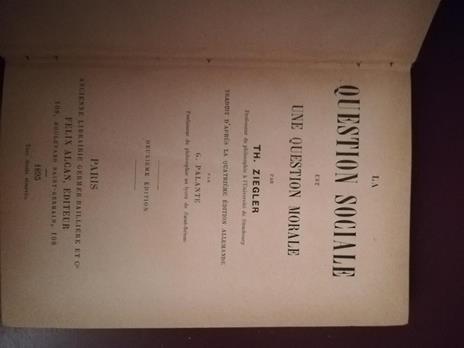 LA
QUESTION SOCIALE
EST
UNE QUESTION MORALE
PAR
TH. ZIEGLER
Professeur de philosophie à l'Université de Strasbourg
TRADUIT D'APRÈS LA QUATRIÈME ÉDITION ALLEMANDE
PAR
G. PALANTE
Professeur de philosophie au lycée de Saint-Brieuc
DEUXIÈME ÉDITION
PARIS
ANCIENNE LIBRAIRIE GERMER BAILLIÈRE ET Cie
FÉLIX ALCAN, ÉDITEUR
108, BOULEVARD SAINT-GERMAIN, 108
1895
Tous droits réservés.